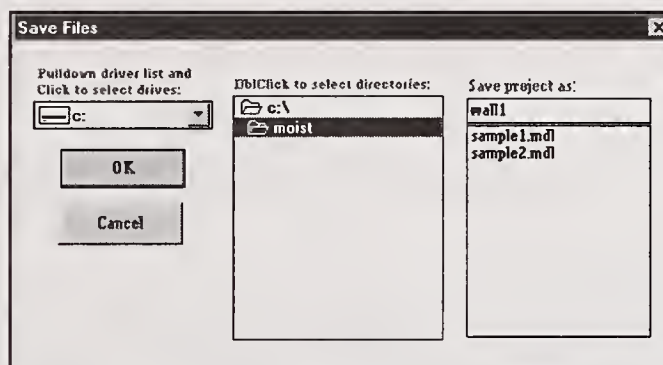 Save Files
Pulldown driver list and
Click to select drives:
c:
OK
Cancel
DblClick to select directories:
c:\
moist
Save project as:
wall1
sample1.mdl
sample2.mdl